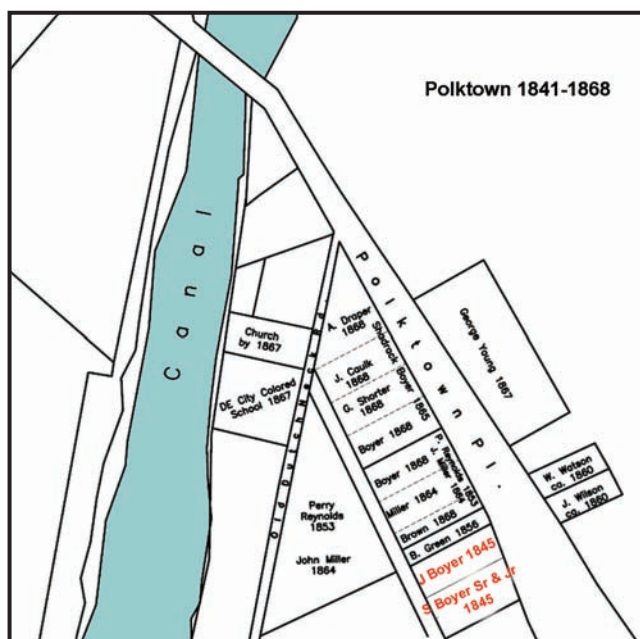 Polktown 1841-1868
Canal
Polktown Pl.
Old Dutch Neck Rd.
Church
by 1867
DE City Colored
School 1867
Perry
Reynolds
1853
John Miller
1864
A. Draper
1868
J. Caulk
1868
G. Shorter
1868
Boyer 1868
Shadrack Boyer 1865
Boyer 1868
Miller 1864
Brown 1868
P. Reynolds 1853
J. Miller 1864
B. Green 1856
J Boyer 1845
S Boyer Sr & Jr
1845
George Young 1867
W. Watson
ca. 1860
J. Wilson
ca. 1860